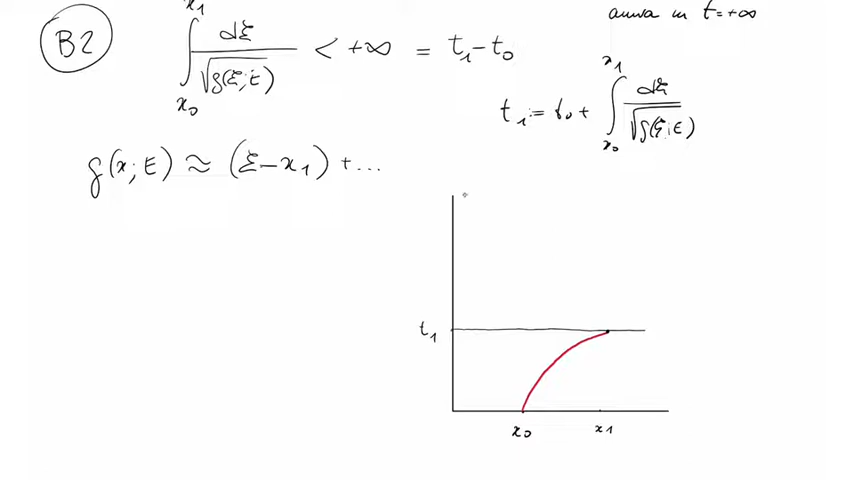 arriva in t=+∞
B2
∫_{x₀}^{x₁} dξ / √g(ξ;E) < +∞ = t₁-t₀
t₁ := t₀ + ∫_{x₀}^{x₁} dξ / √g(ξ;E)
g(x;E) ≈ (ξ-x₁) + ...
t₁
x₀ x₁